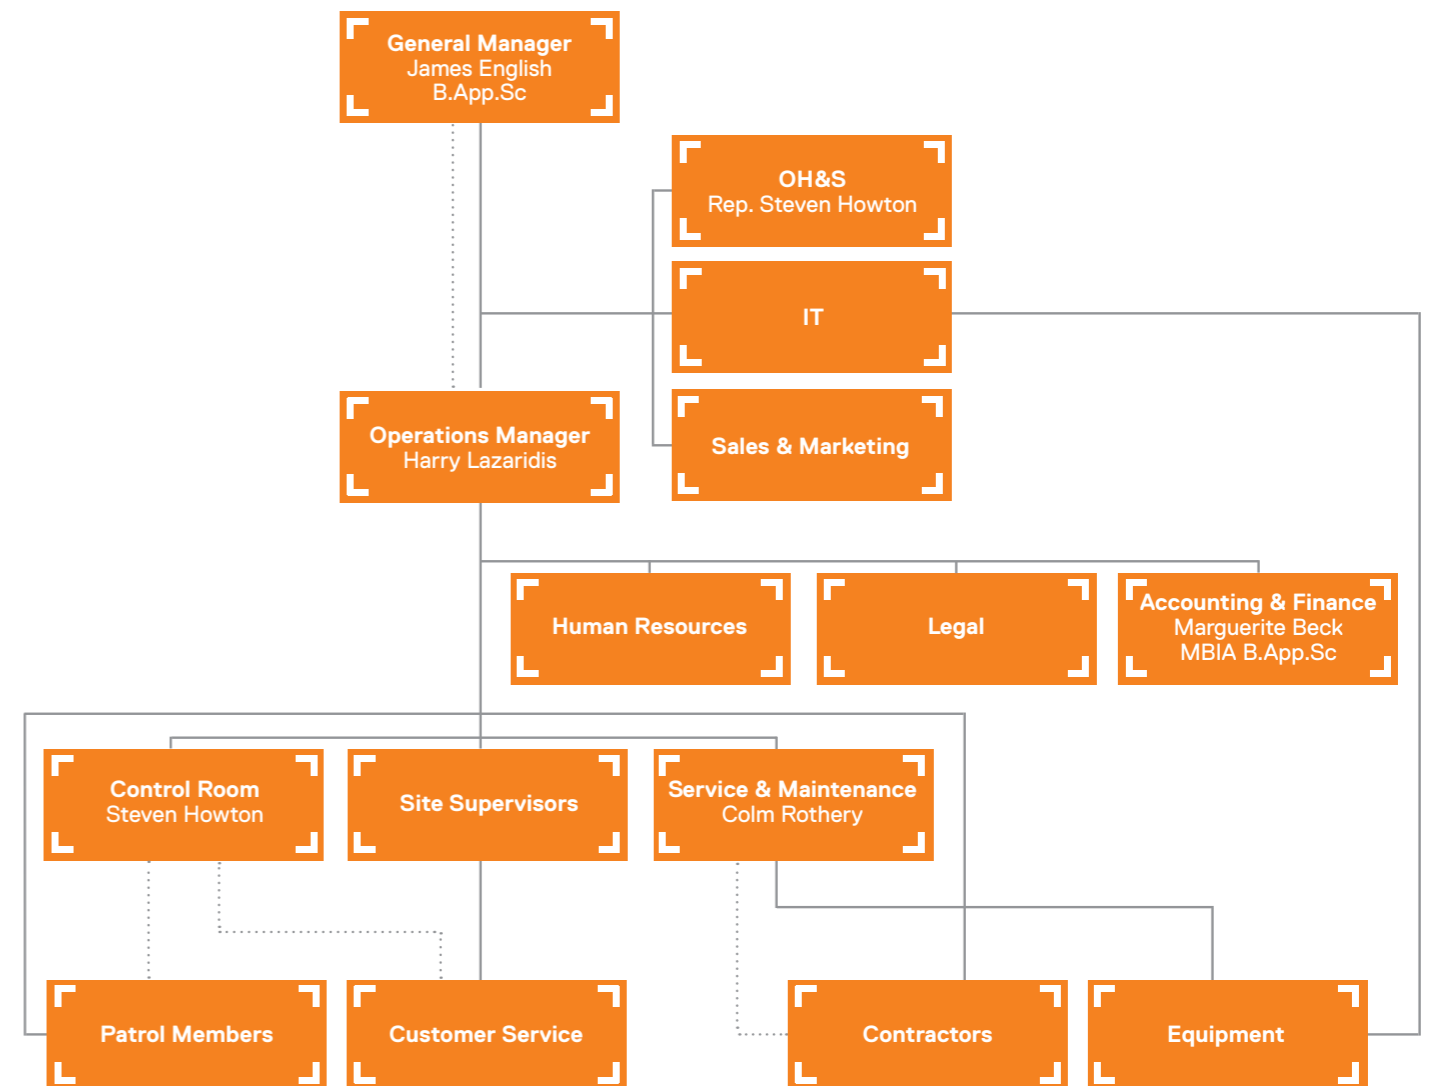 General Manager
James English
B.App.Sc
OH&S
Rep. Steven Howton
IT
Operations Manager
Harry Lazaridis
Sales & Marketing
Human Resources
Legal
Accounting & Finance
Marguerite Beck
MBIA B.App.Sc
Control Room
Steven Howton
Site Supervisors
Service & Maintenance
Colm Rothery
Patrol Members
Customer Service
Contractors
Equipment